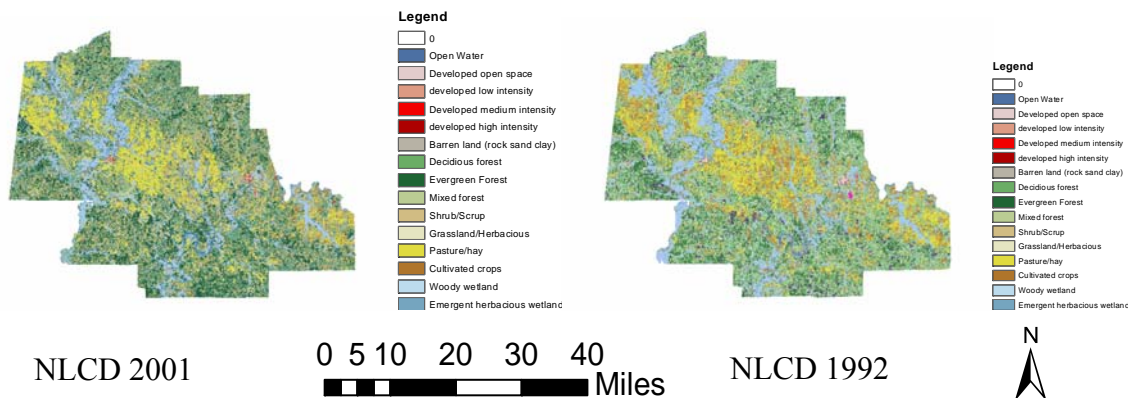 Legend
0
Open Water
Developed open space
developed low intensity
Developed medium intensity
developed high intensity
Barren land (rock sand clay)
Decidious forest
Evergreen Forest
Mixed forest
Shrub/Scrup
Grassland/Herbacious
Pasture/hay
Cultivated crops
Woody wetland
Emergent herbacious wetland
Legend
0
Open Water
Developed open space
developed low intensity
Developed medium intensity
developed high intensity
Barren land (rock sand clay)
Decidious forest
Evergreen Forest
Mixed forest
Shrub/Scrup
Grassland/Herbacious
Pasture/hay
Cultivated crops
Woody wetland
Emergent herbacious wetland
NLCD 2001
0 5 10 20 30 40
Miles
NLCD 1992
N